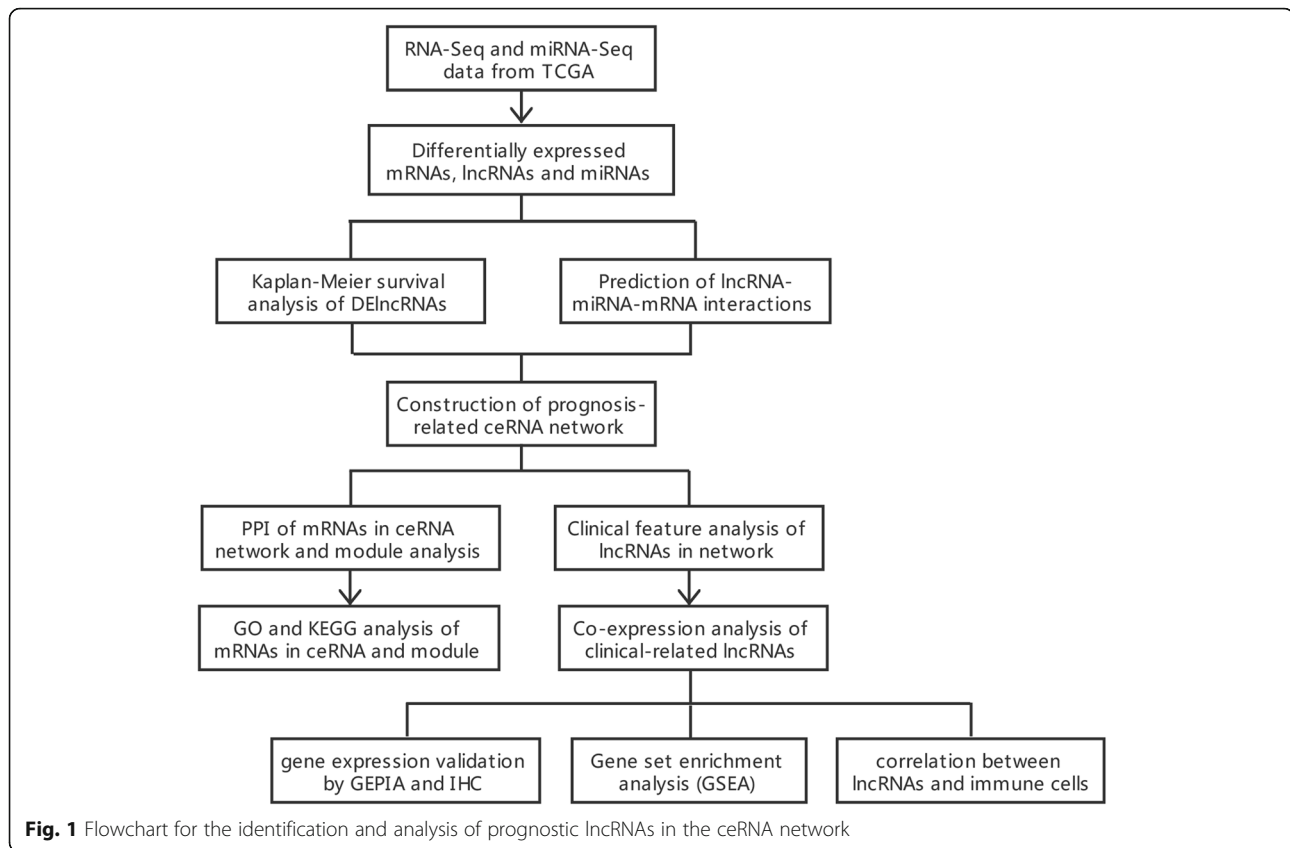 RNA-Seq and miRNA-Seq
data from TCGA
Differentially expressed
mRNAs, lncRNAs and miRNAs
Kaplan-Meier survival
analysis of DElncRNAs
Prediction of lncRNA-
miRNA-mRNA interactions
Construction of prognosis-
related ceRNA network
PPI of mRNAs in ceRNA
network and module analysis
Clinical feature analysis of
lncRNAs in network
GO and KEGG analysis of
mRNAs in ceRNA and module
Co-expression analysis of
clinical-related lncRNAs
gene expression validation
by GEPIA and IHC
Gene set enrichment
analysis (GSEA)
correlation between
lncRNAs and immune cells
Fig. 1 Flowchart for the identification and analysis of prognostic lncRNAs in the ceRNA network